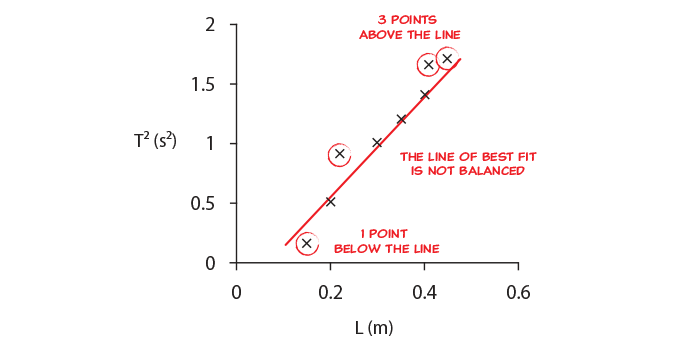 3 POINTS
ABOVE THE LINE
2
1.5
T² (s²)
1
THE LINE OF BEST FIT
IS NOT BALANCED
0.5
1 POINT
BELOW THE LINE
0
0
0.2
0.4
0.6
L (m)